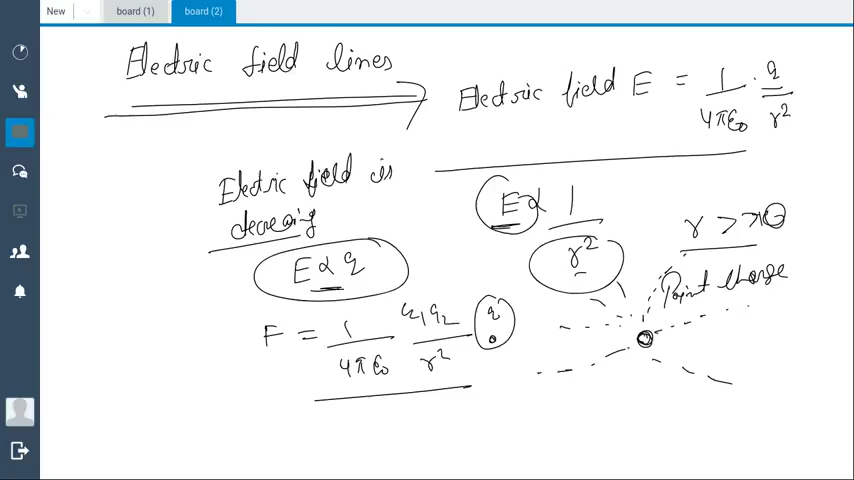 New
board (1)
board (2)
Electric field lines
Electric field E = 1/4πε₀ · q/r²
Electric field is
decreasing
E ∝ 1/r²
E ∝ q
F = 1/4πε₀ q₁q₂/r²
q
r >>
Point charge